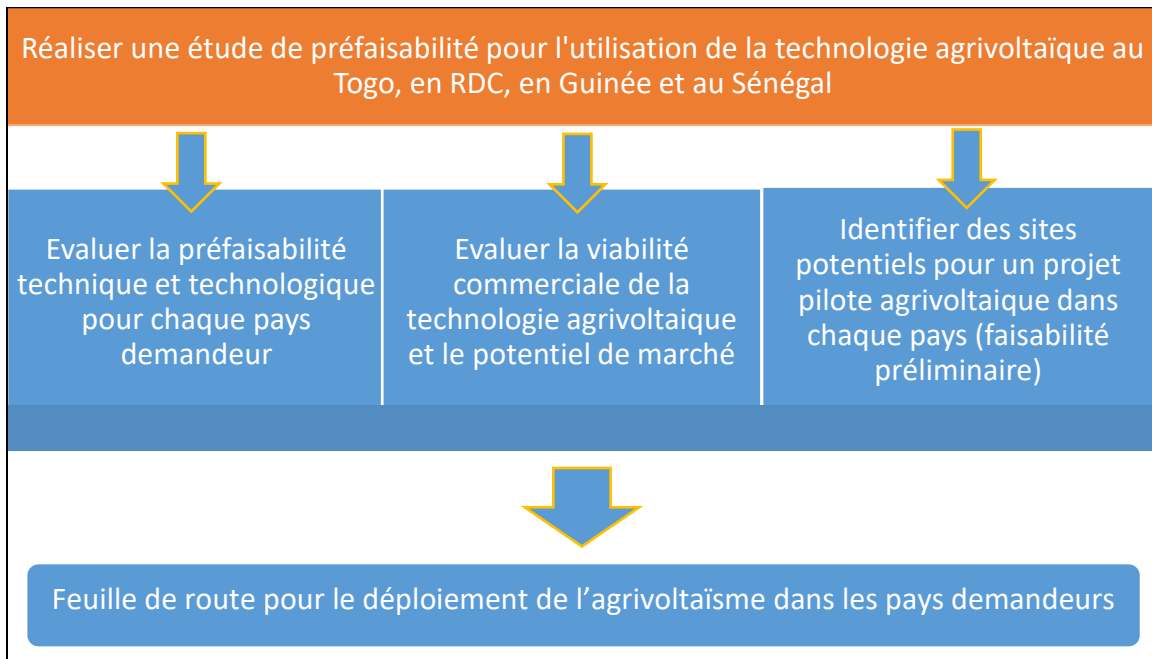 Réaliser une étude de préfaisabilité pour l'utilisation de la technologie agrivoltaïque au
Togo, en RDC, en Guinée et au Sénégal
Evaluer la préfaisabilité
technique et technologique
pour chaque pays
demandeur
Evaluer la viabilité
commerciale de la
technologie agrivoltaique
et le potentiel de marché
Identifier des sites
potentiels pour un projet
pilote agrivoltaique dans
chaque pays (faisabilité
préliminaire)
Feuille de route pour le déploiement de l’agrivoltaïsme dans les pays demandeurs